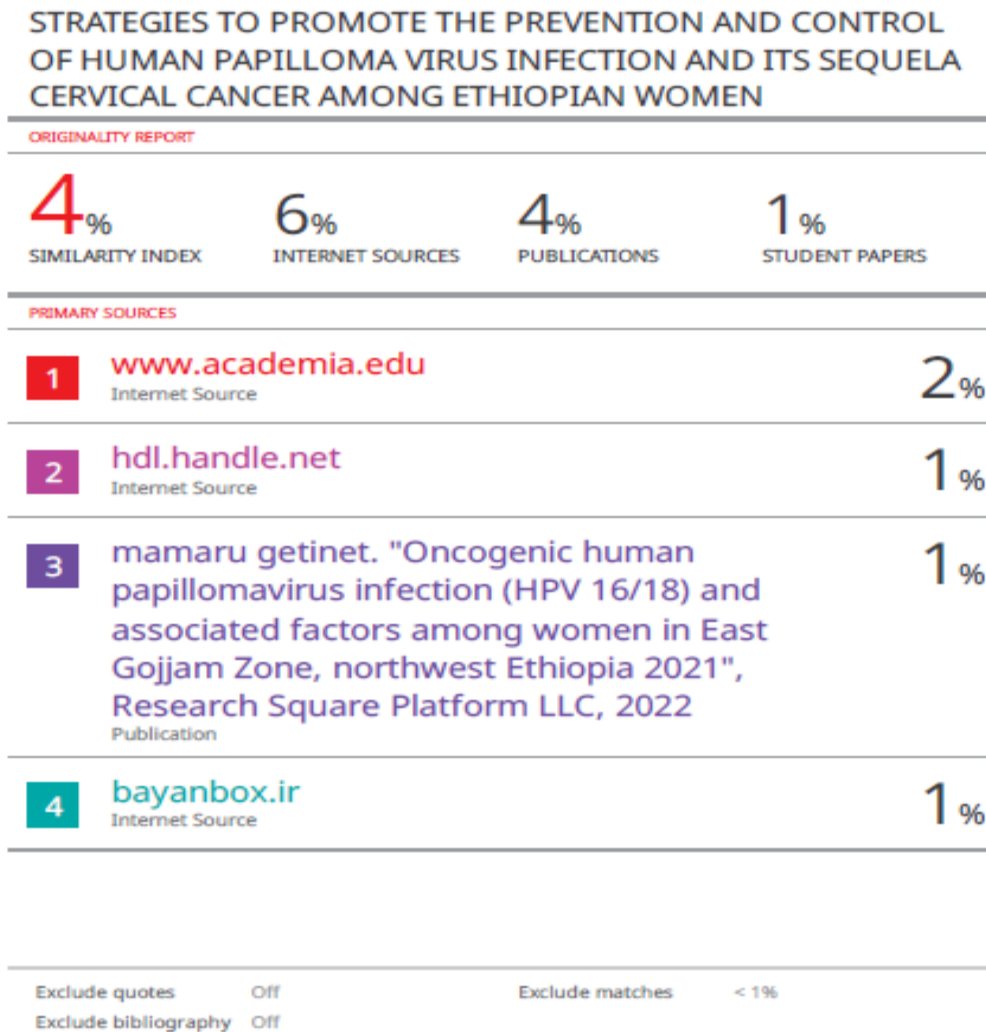 STRATEGIES TO PROMOTE THE PREVENTION AND CONTROL
OF HUMAN PAPILLOMA VIRUS INFECTION AND ITS SEQUELA
CERVICAL CANCER AMONG ETHIOPIAN WOMEN
ORIGINALITY REPORT
4% 6% 4% 1%
SIMILARITY INDEX INTERNET SOURCES PUBLICATIONS STUDENT PAPERS
PRIMARY SOURCES
1 www.academia.edu 2%
Internet Source
2 hdl.handle.net 1%
Internet Source
3 mamaru getinet. "Oncogenic human 1%
papillomavirus infection (HPV 16/18) and
associated factors among women in East
Gojjam Zone, northwest Ethiopia 2021",
Research Square Platform LLC, 2022
Publication
4 bayanbox.ir 1%
Internet Source
Exclude quotes Off Exclude matches < 1%
Exclude bibliography Off